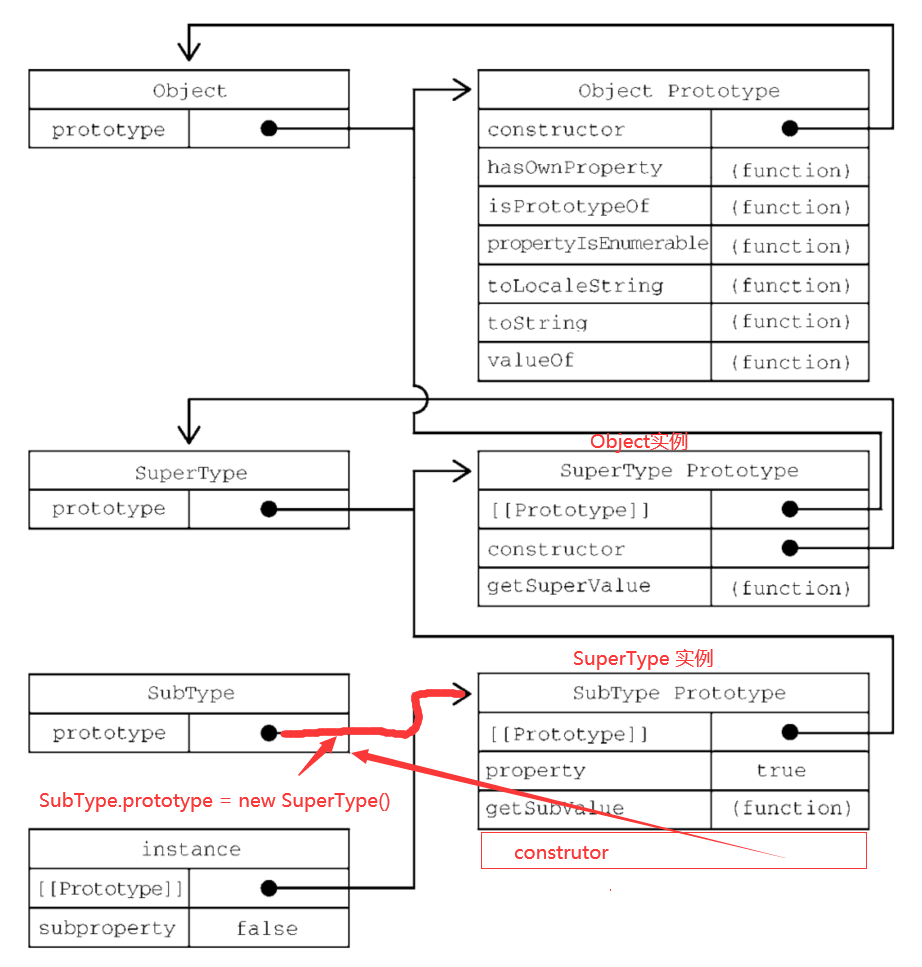 Object
prototype
Object Prototype
constructor
hasOwnProperty (function)
isPrototypeOf (function)
propertyIsEnumerable (function)
toLocaleString (function)
toString (function)
valueOf (function)
SuperType
prototype
Object实例
SuperType Prototype
[[Prototype]]
constructor
getSuperValue (function)
SubType
prototype
SubType.prototype = new SuperType()
SuperType 实例
SubType Prototype
[[Prototype]]
property true
getSubValue (function)
construtor
instance
[[Prototype]]
subproperty false